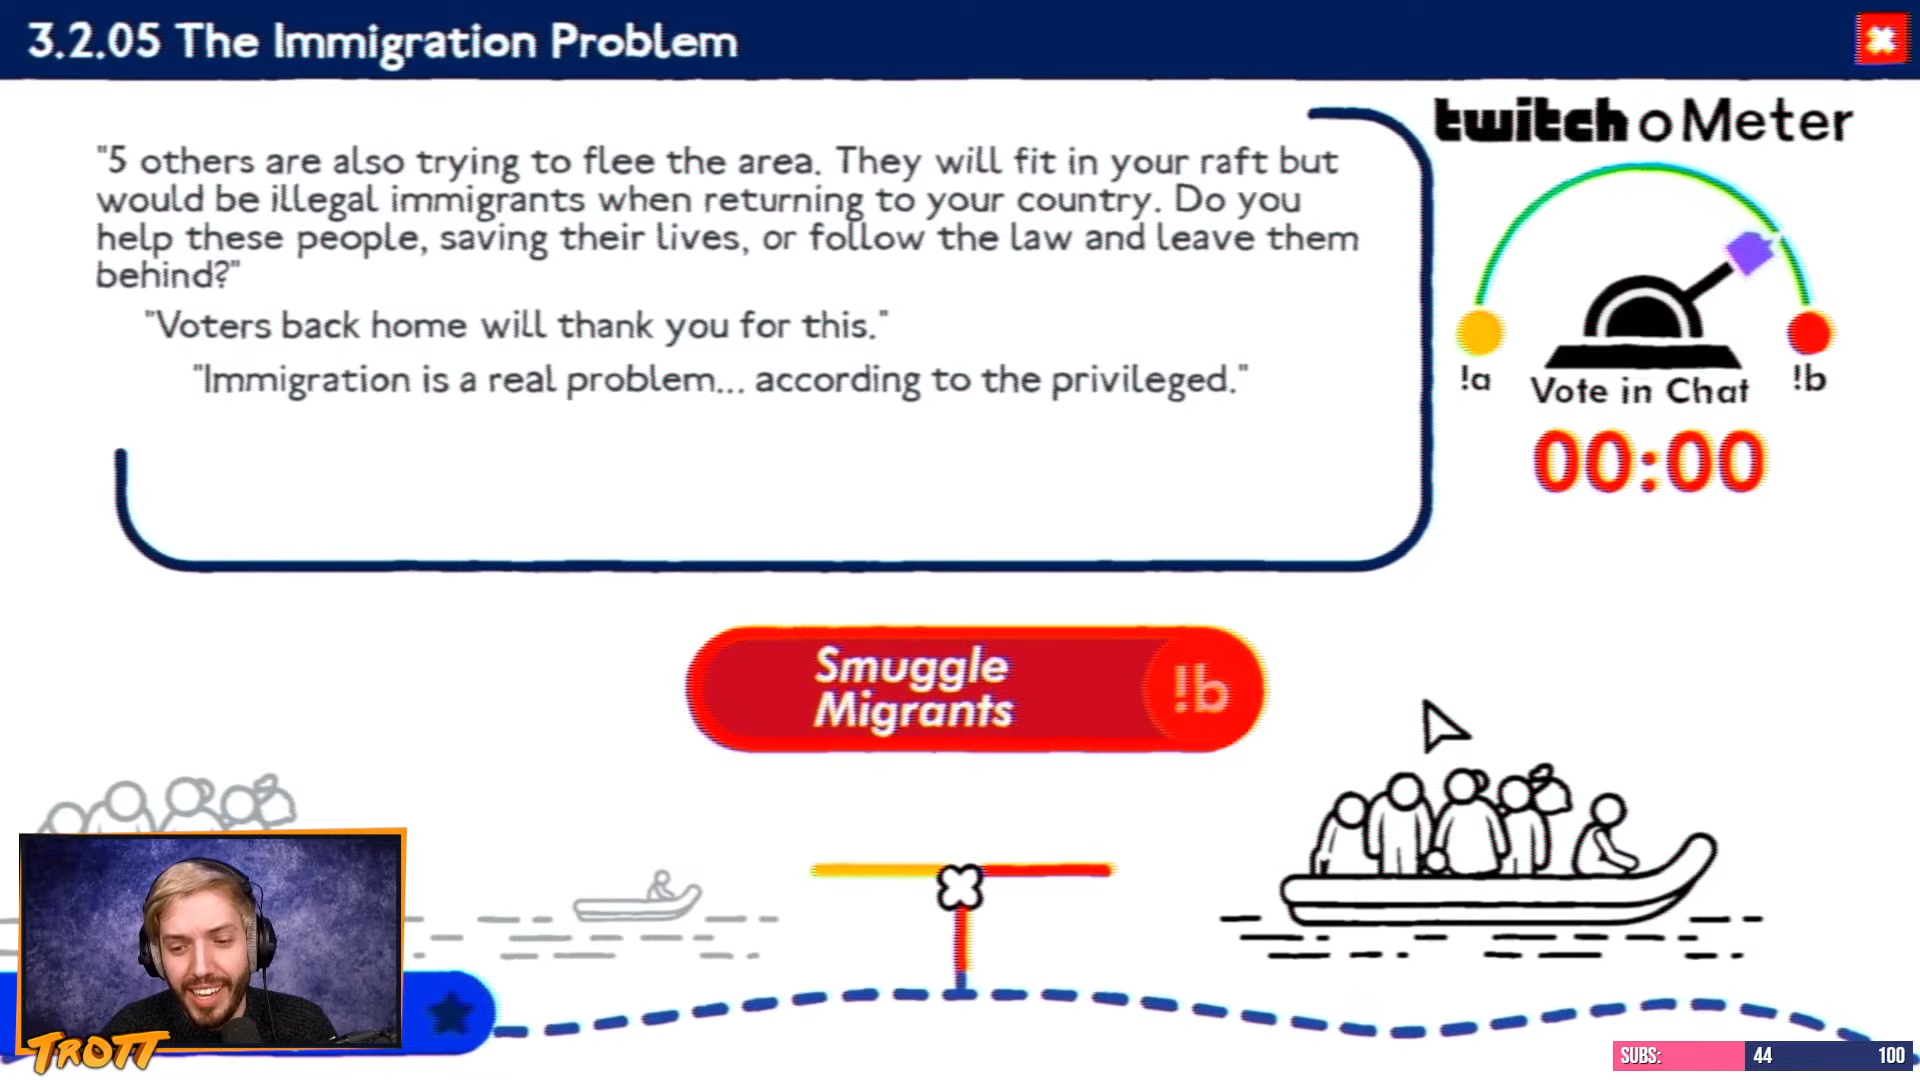 3.2.05 The Immigration Problem
twitch o Meter
"5 others are also trying to flee the area. They will fit in your raft but
would be illegal immigrants when returning to your country. Do you
help these people, saving their lives, or follow the law and leave them
behind?"
"Voters back home will thank you for this."
"Immigration is a real problem... according to the privileged."
!a
Vote in Chat
!b
00:00
Smuggle
Migrants
!b
TROTT
SUBS: 44 100